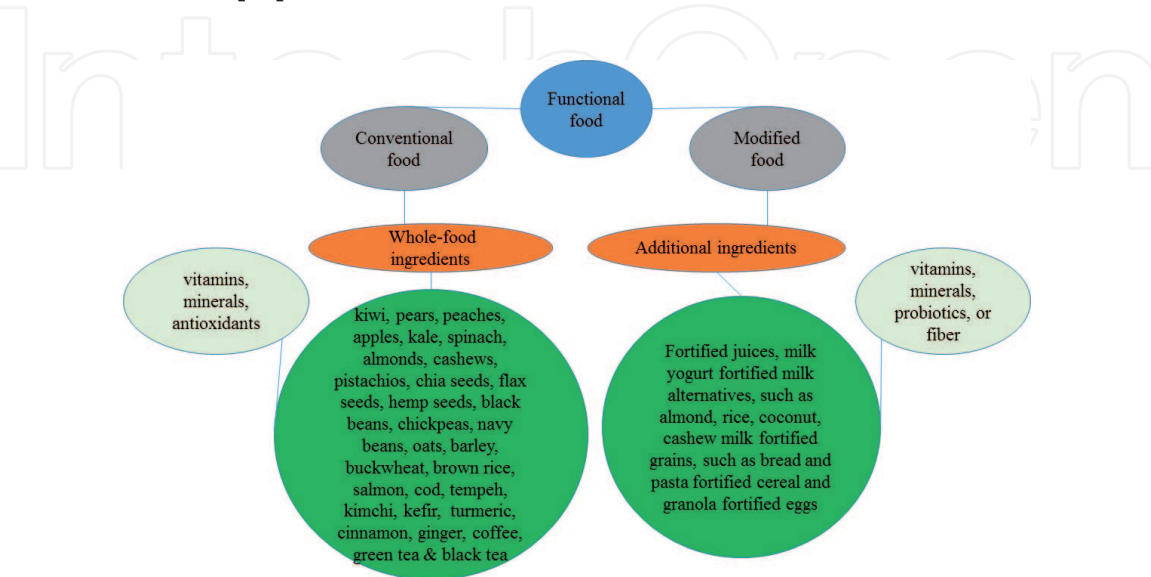 IntechOpen
Functional
food
Conventional
food
Modified
food
Whole-food
ingredients
Additional ingredients
vitamins,
minerals,
antioxidants
vitamins,
minerals,
probiotics, or
fiber
kiwi, pears, peaches,
apples, kale, spinach,
almonds, cashews,
pistachios, chia seeds, flax
seeds, hemp seeds, black
beans, chickpeas, navy
beans, oats, barley,
buckwheat, brown rice,
salmon, cod, tempeh,
kimchi, kefir, turmeric,
cinnamon, ginger, coffee,
green tea & black tea
Fortified juices, milk
yogurt fortified milk
alternatives, such as
almond, rice, coconut,
cashew milk fortified
grains, such as bread and
pasta fortified cereal and
granola fortified eggs